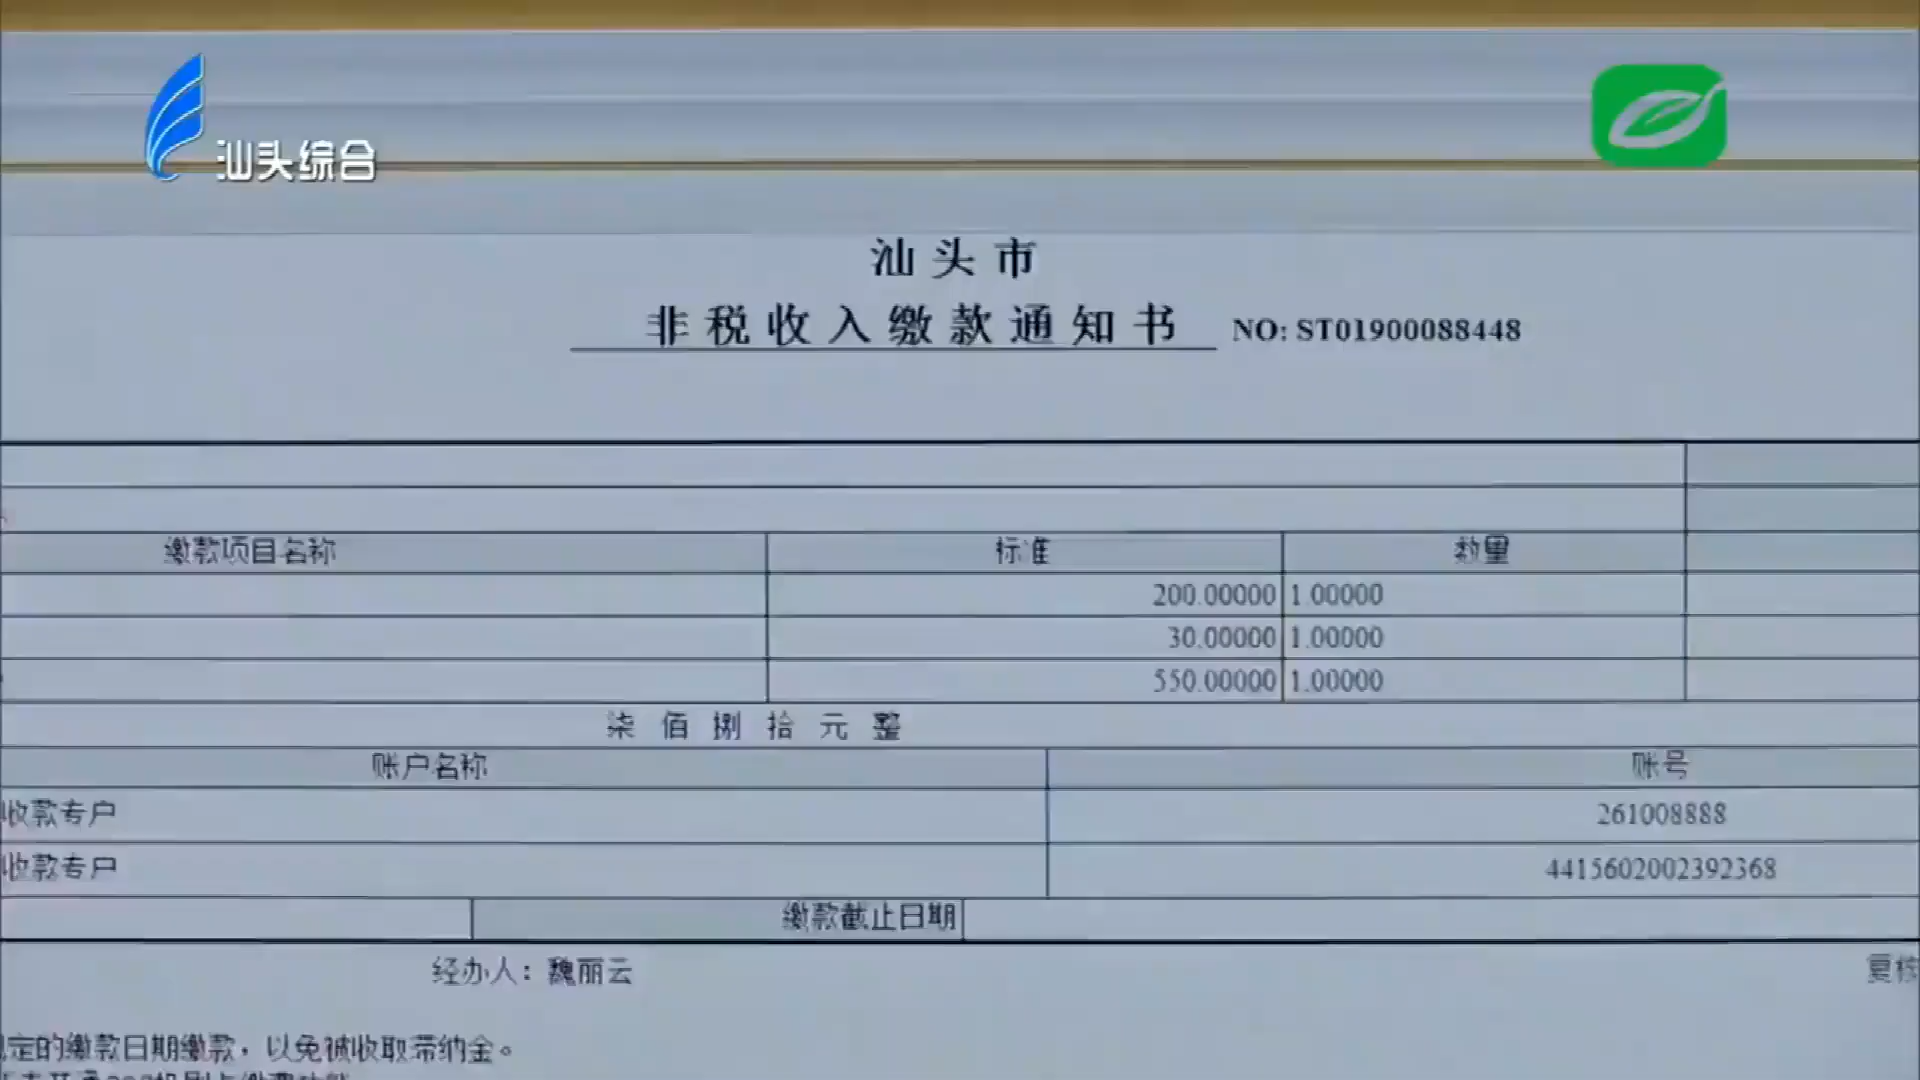 汕头综合
汕头市
非税收入缴款通知书 NO: ST01900088448
缴款项目名称 标准 数量
200.00000 1.00000
30.00000 1.00000
550.00000 1.00000
柒佰捌拾元整
账户名称 账号
收款专户 261008888
收款专户 4415602002392368
缴款截止日期
经办人：魏丽云 复核
定的缴款日期缴款，以免被收取滞纳金。